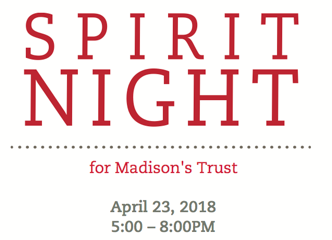 SPIRIT
NIGHT
for Madison's Trust
April 23, 2018
5:00 – 8:00PM